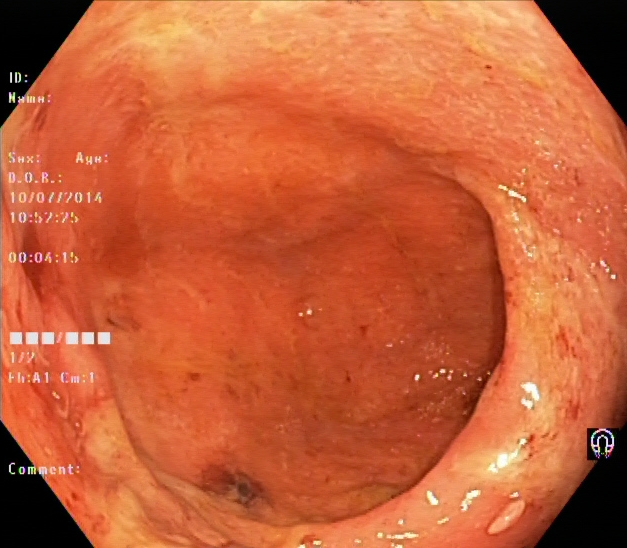 ID:
Name:
Sex: Age:
D.O.B.:
10/07/2014
10:52:25
00:04:15
■■■/■■■
1/2
Eh:A1 Cm:1
Comment: